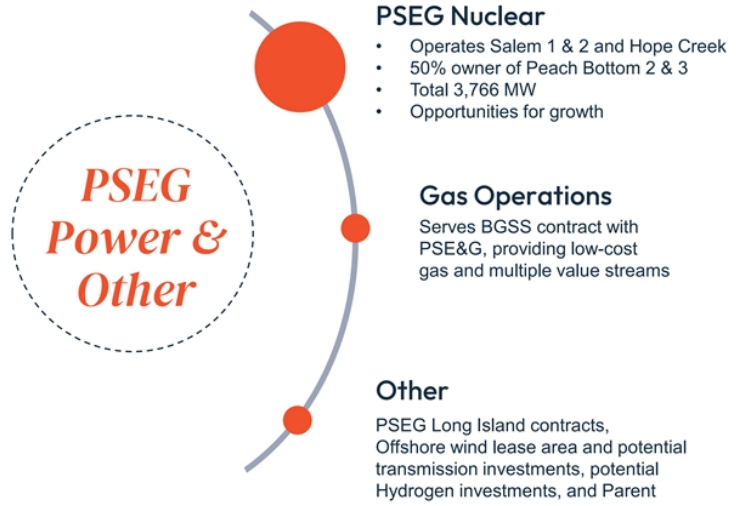 PSEG
Power &
Other
PSEG Nuclear
• Operates Salem 1 & 2 and Hope Creek
• 50% owner of Peach Bottom 2 & 3
• Total 3,766 MW
• Opportunities for growth
Gas Operations
Serves BGSS contract with
PSE&G, providing low-cost
gas and multiple value streams
Other
PSEG Long Island contracts,
Offshore wind lease area and potential
transmission investments, potential
Hydrogen investments, and Parent